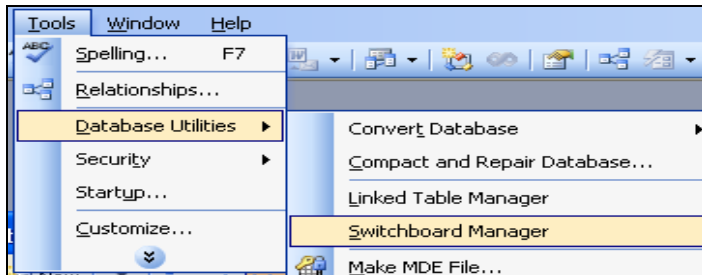 Tools Window Help
ABC Spelling... F7
Relationships...
Database Utilities
Security
Startup...
Customize...
Convert Database
Compact and Repair Database...
Linked Table Manager
Switchboard Manager
Make MDE File...